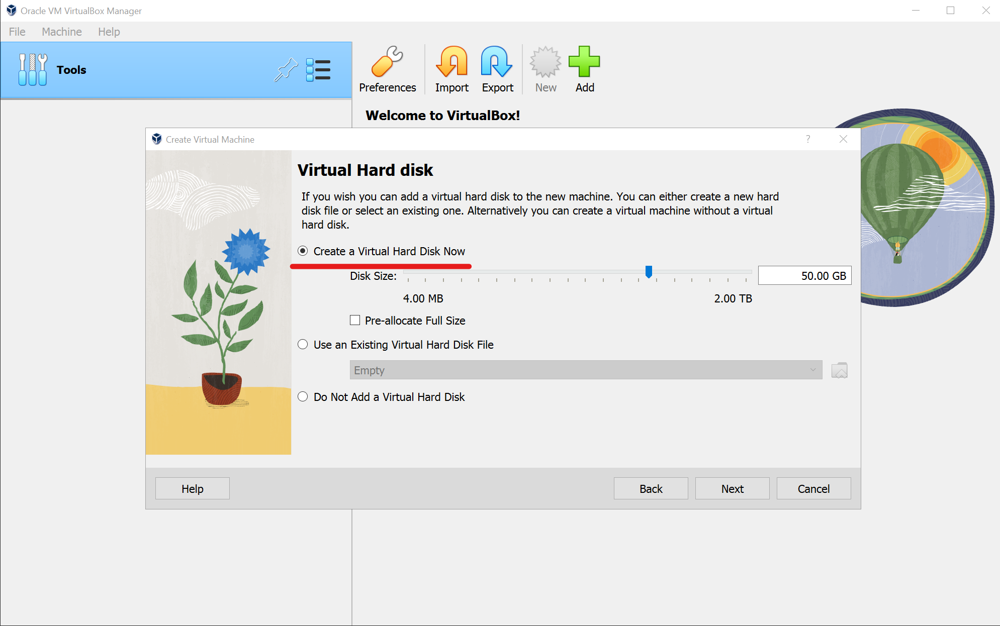 Oracle VM VirtualBox Manager
File Machine Help
Tools
Preferences Import Export New Add
Welcome to VirtualBox!
Create Virtual Machine
?
Virtual Hard disk
If you wish you can add a virtual hard disk to the new machine. You can either create a new hard
disk file or select an existing one. Alternatively you can create a virtual machine without a virtual
hard disk.
Create a Virtual Hard Disk Now
Disk Size: 50.00 GB
4.00 MB 2.00 TB
Pre-allocate Full Size
Use an Existing Virtual Hard Disk File
Empty
Do Not Add a Virtual Hard Disk
Help Back Next Cancel